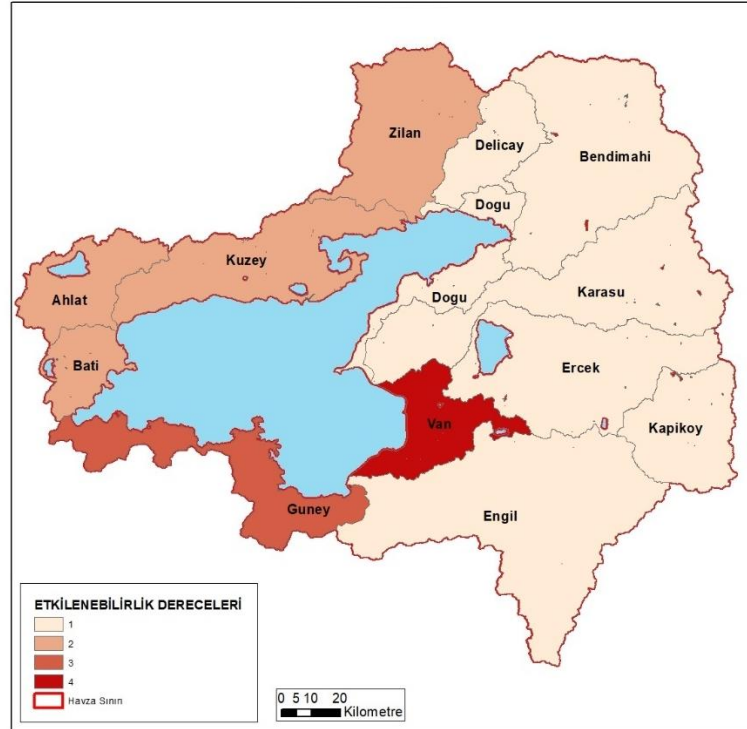 Zilan
Delicay
Bendimahi
Dogu
Kuzey
Ahlat
Dogu
Karasu
Bati
Ercek
Van
Kapikoy
Guney
Engil
ETKİLENEBİLİRLİK DERECELERİ
1
2
3
4
Havza Sınırı
0 5 10 20
Kilometre